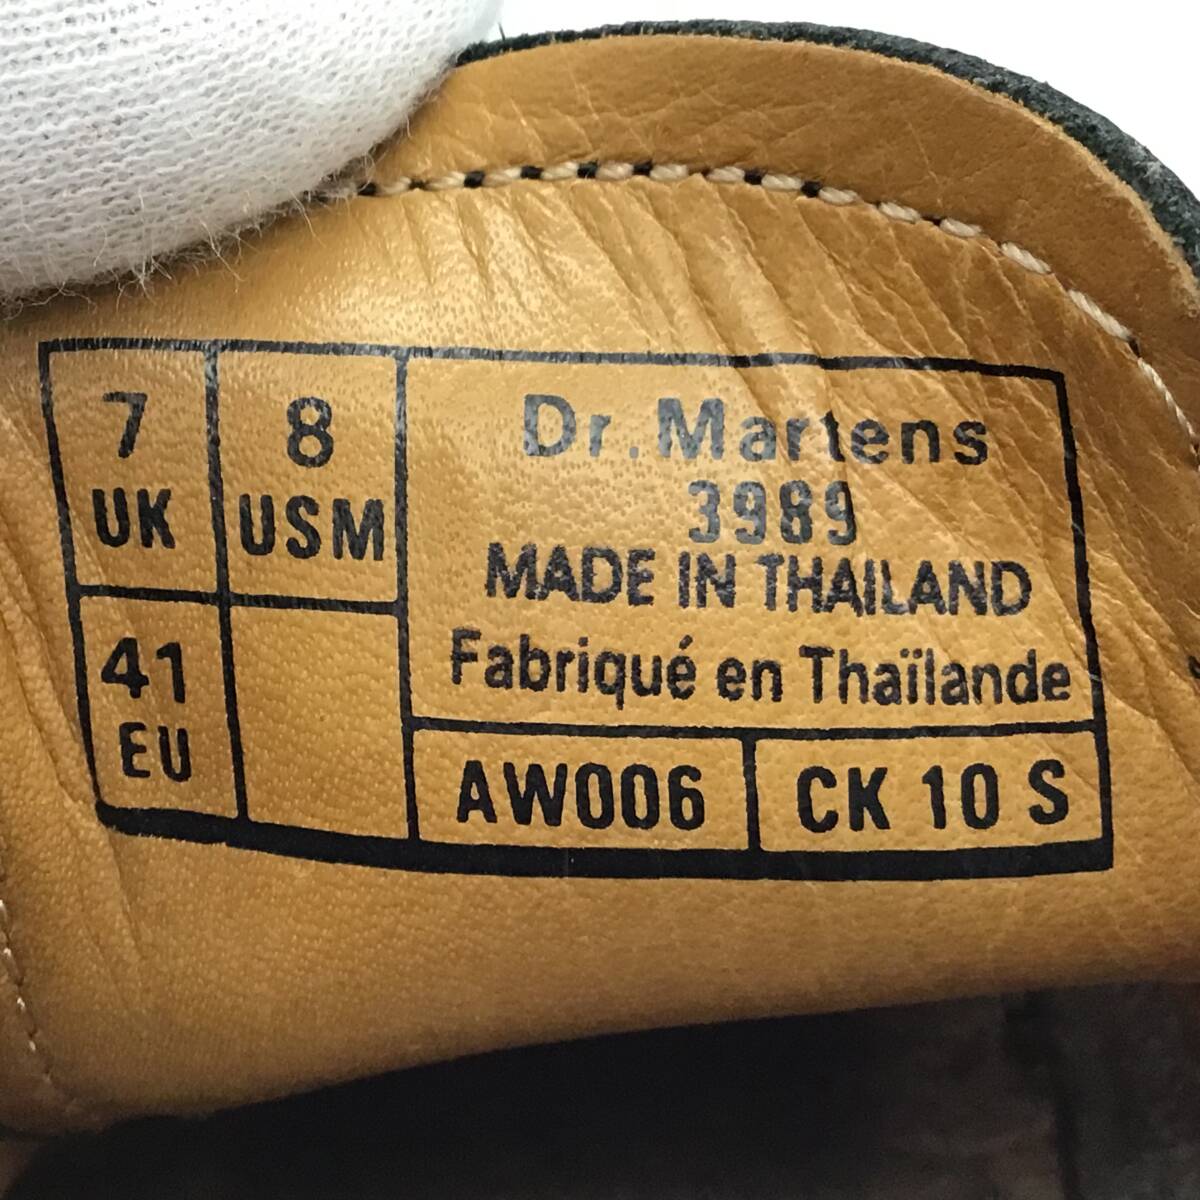 7
UK
8
USM
41
EU
Dr. Martens
3989
MADE IN THAILAND
Fabriqué en Thaïlande
AW006
CK 10 S